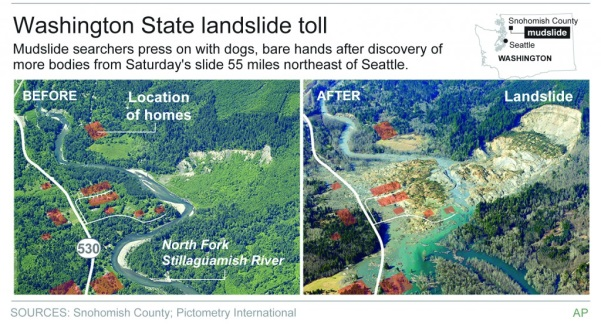 Washington State landslide toll
Mudslide searchers press on with dogs, bare hands after discovery of
more bodies from Saturday's slide 55 miles northeast of Seattle.
Snohomish County
mudslide
Seattle
WASHINGTON
BEFORE
Location
of homes
530
North Fork
Stillaguamish River
AFTER
Landslide
SOURCES: Snohomish County; Pictometry International
AP